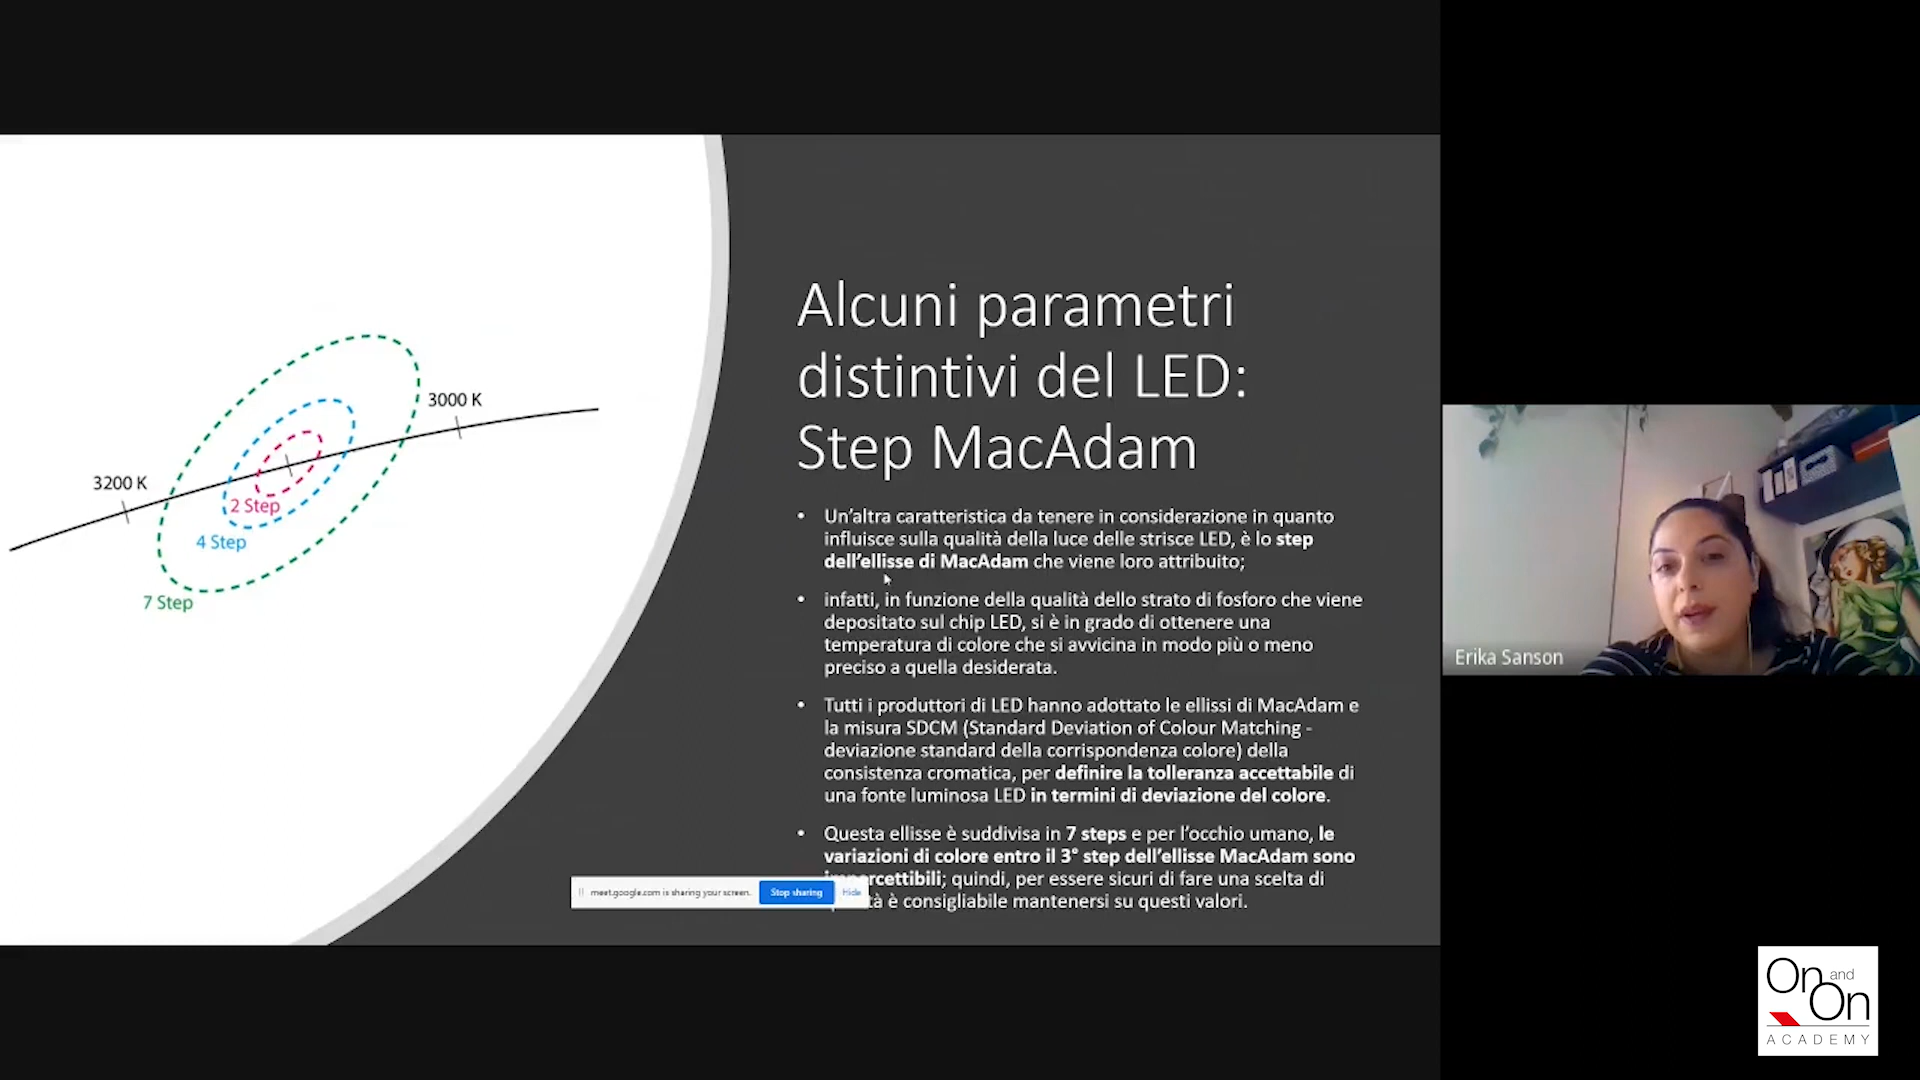 3000 K
3200 K
2 Step
4 Step
7 Step
Alcuni parametri
distintivi del LED:
Step MacAdam
• Un'altra caratteristica da tenere in considerazione in quanto
influisce sulla qualità della luce delle strisce LED, è lo step
dell'ellisse di MacAdam che viene loro attribuito;
• infatti, in funzione della qualità dello strato di fosforo che viene
depositato sul chip LED, si è in grado di ottenere una
temperatura di colore che si avvicina in modo più o meno
preciso a quella desiderata.
• Tutti i produttori di LED hanno adottato le ellissi di MacAdam e
la misura SDCM (Standard Deviation of Colour Matching -
deviazione standard della corrispondenza colore) della
consistenza cromatica, per definire la tolleranza accettabile di
una fonte luminosa LED in termini di deviazione del colore.
• Questa ellisse è suddivisa in 7 steps e per l'occhio umano, le
variazioni di colore entro il 3° step dell'ellisse MacAdam sono
; quindi, per essere sicuri di fare una scelta di
è consigliabile mantenersi su questi valori.
meet.google.com is sharing your screen. Stop sharing Hide
Erika Sanson
On and
On
ACADEMY